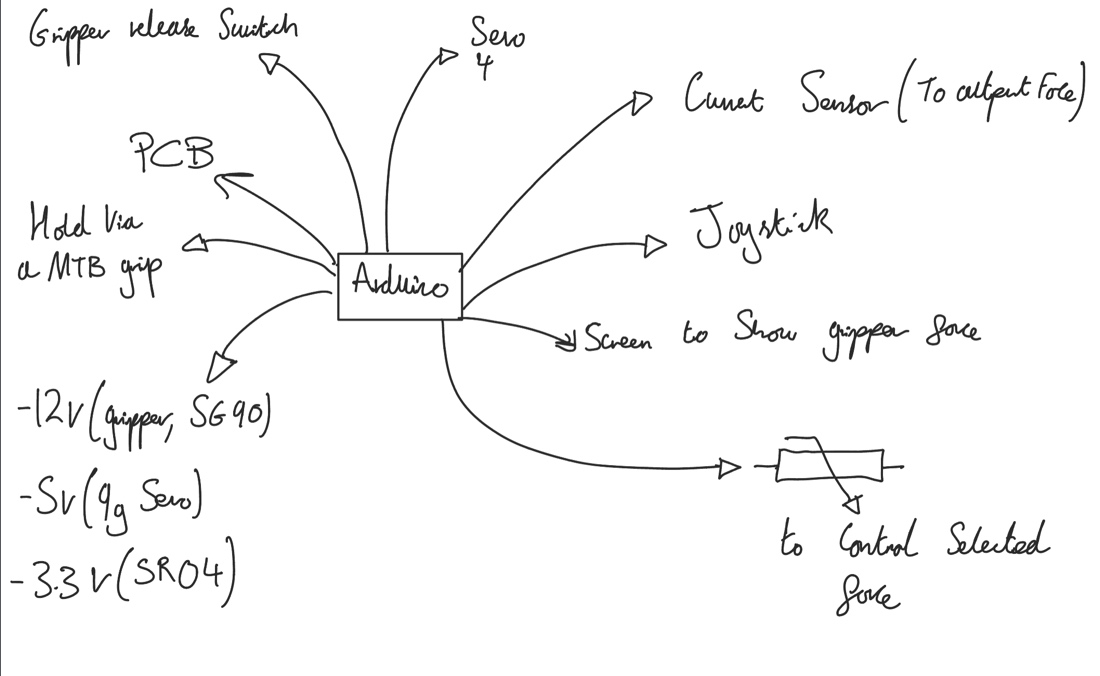 Gripper release Switch
Servo
4
Current Sensor (To output Force)
PCB
Hold Via
a MTB grip
Arduino
Joystick
Screen to Show gripper force
-12v (gripper, SG90)
-5v (9g Servo)
-3.3 v (SR04)
to Control Selected
force